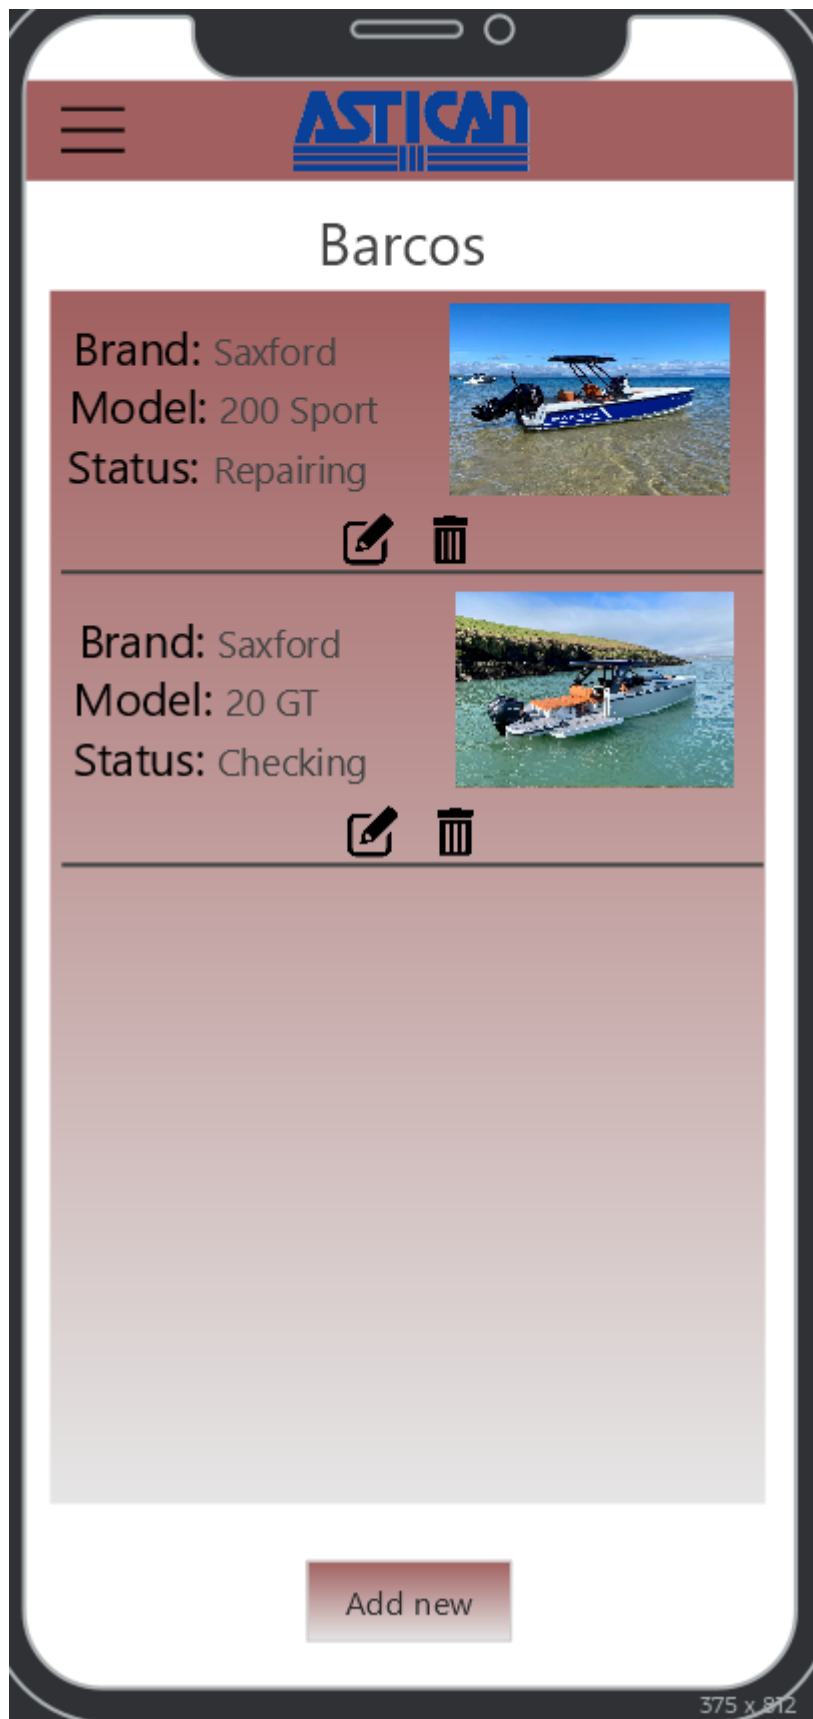 ASTICAN
Barcos
Brand: Saxford
Model: 200 Sport
Status: Repairing
Brand: Saxford
Model: 20 GT
Status: Checking
Add new
375 x 812